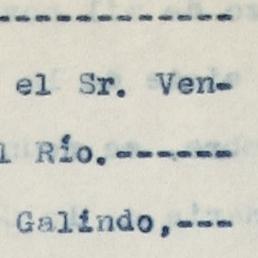 -------------
el Sr. Ven-
l Río.------
Galindo,---